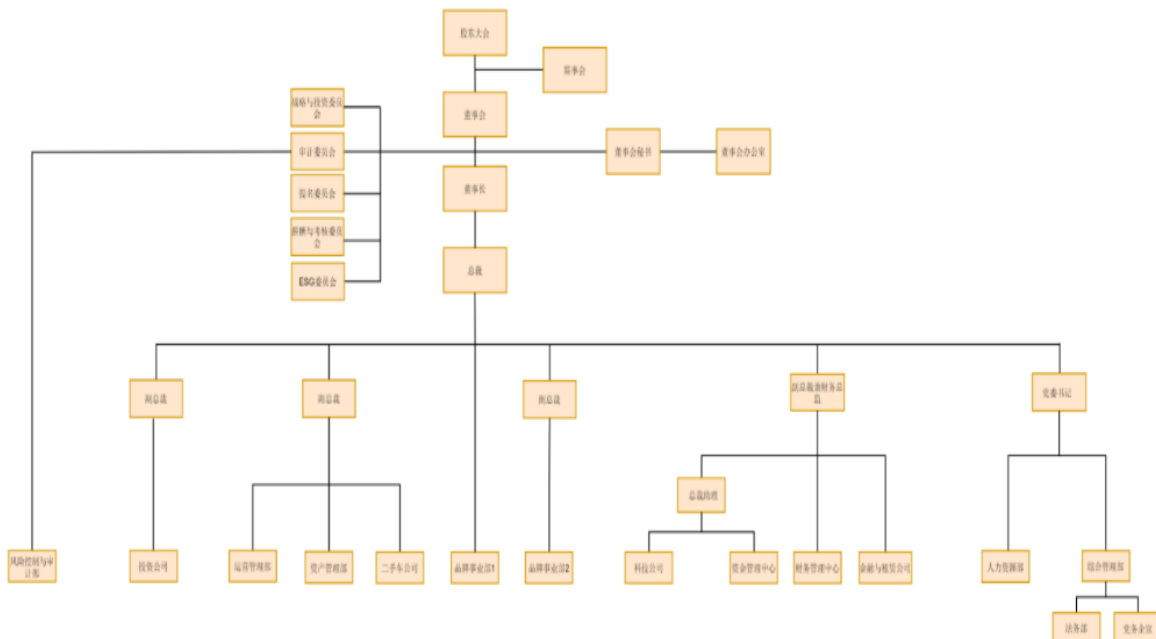 股东大会
监事会
战略与投资委员
会
董事会
审计委员会
董事会秘书
董事会办公室
提名委员会
董事长
薪酬与考核委员
会
总裁
ESG委员会
副总裁
副总裁
副总裁
副总裁兼财务总
监
党委书记
总裁助理
风险控制与审
计部
投资公司
运营管理部
资产管理部
二手车公司
品牌事业部1
品牌事业部2
科技公司
资金管理中心
财务管理中心
金融与租赁公司
人力资源部
综合管理部
法务部
党务企宣